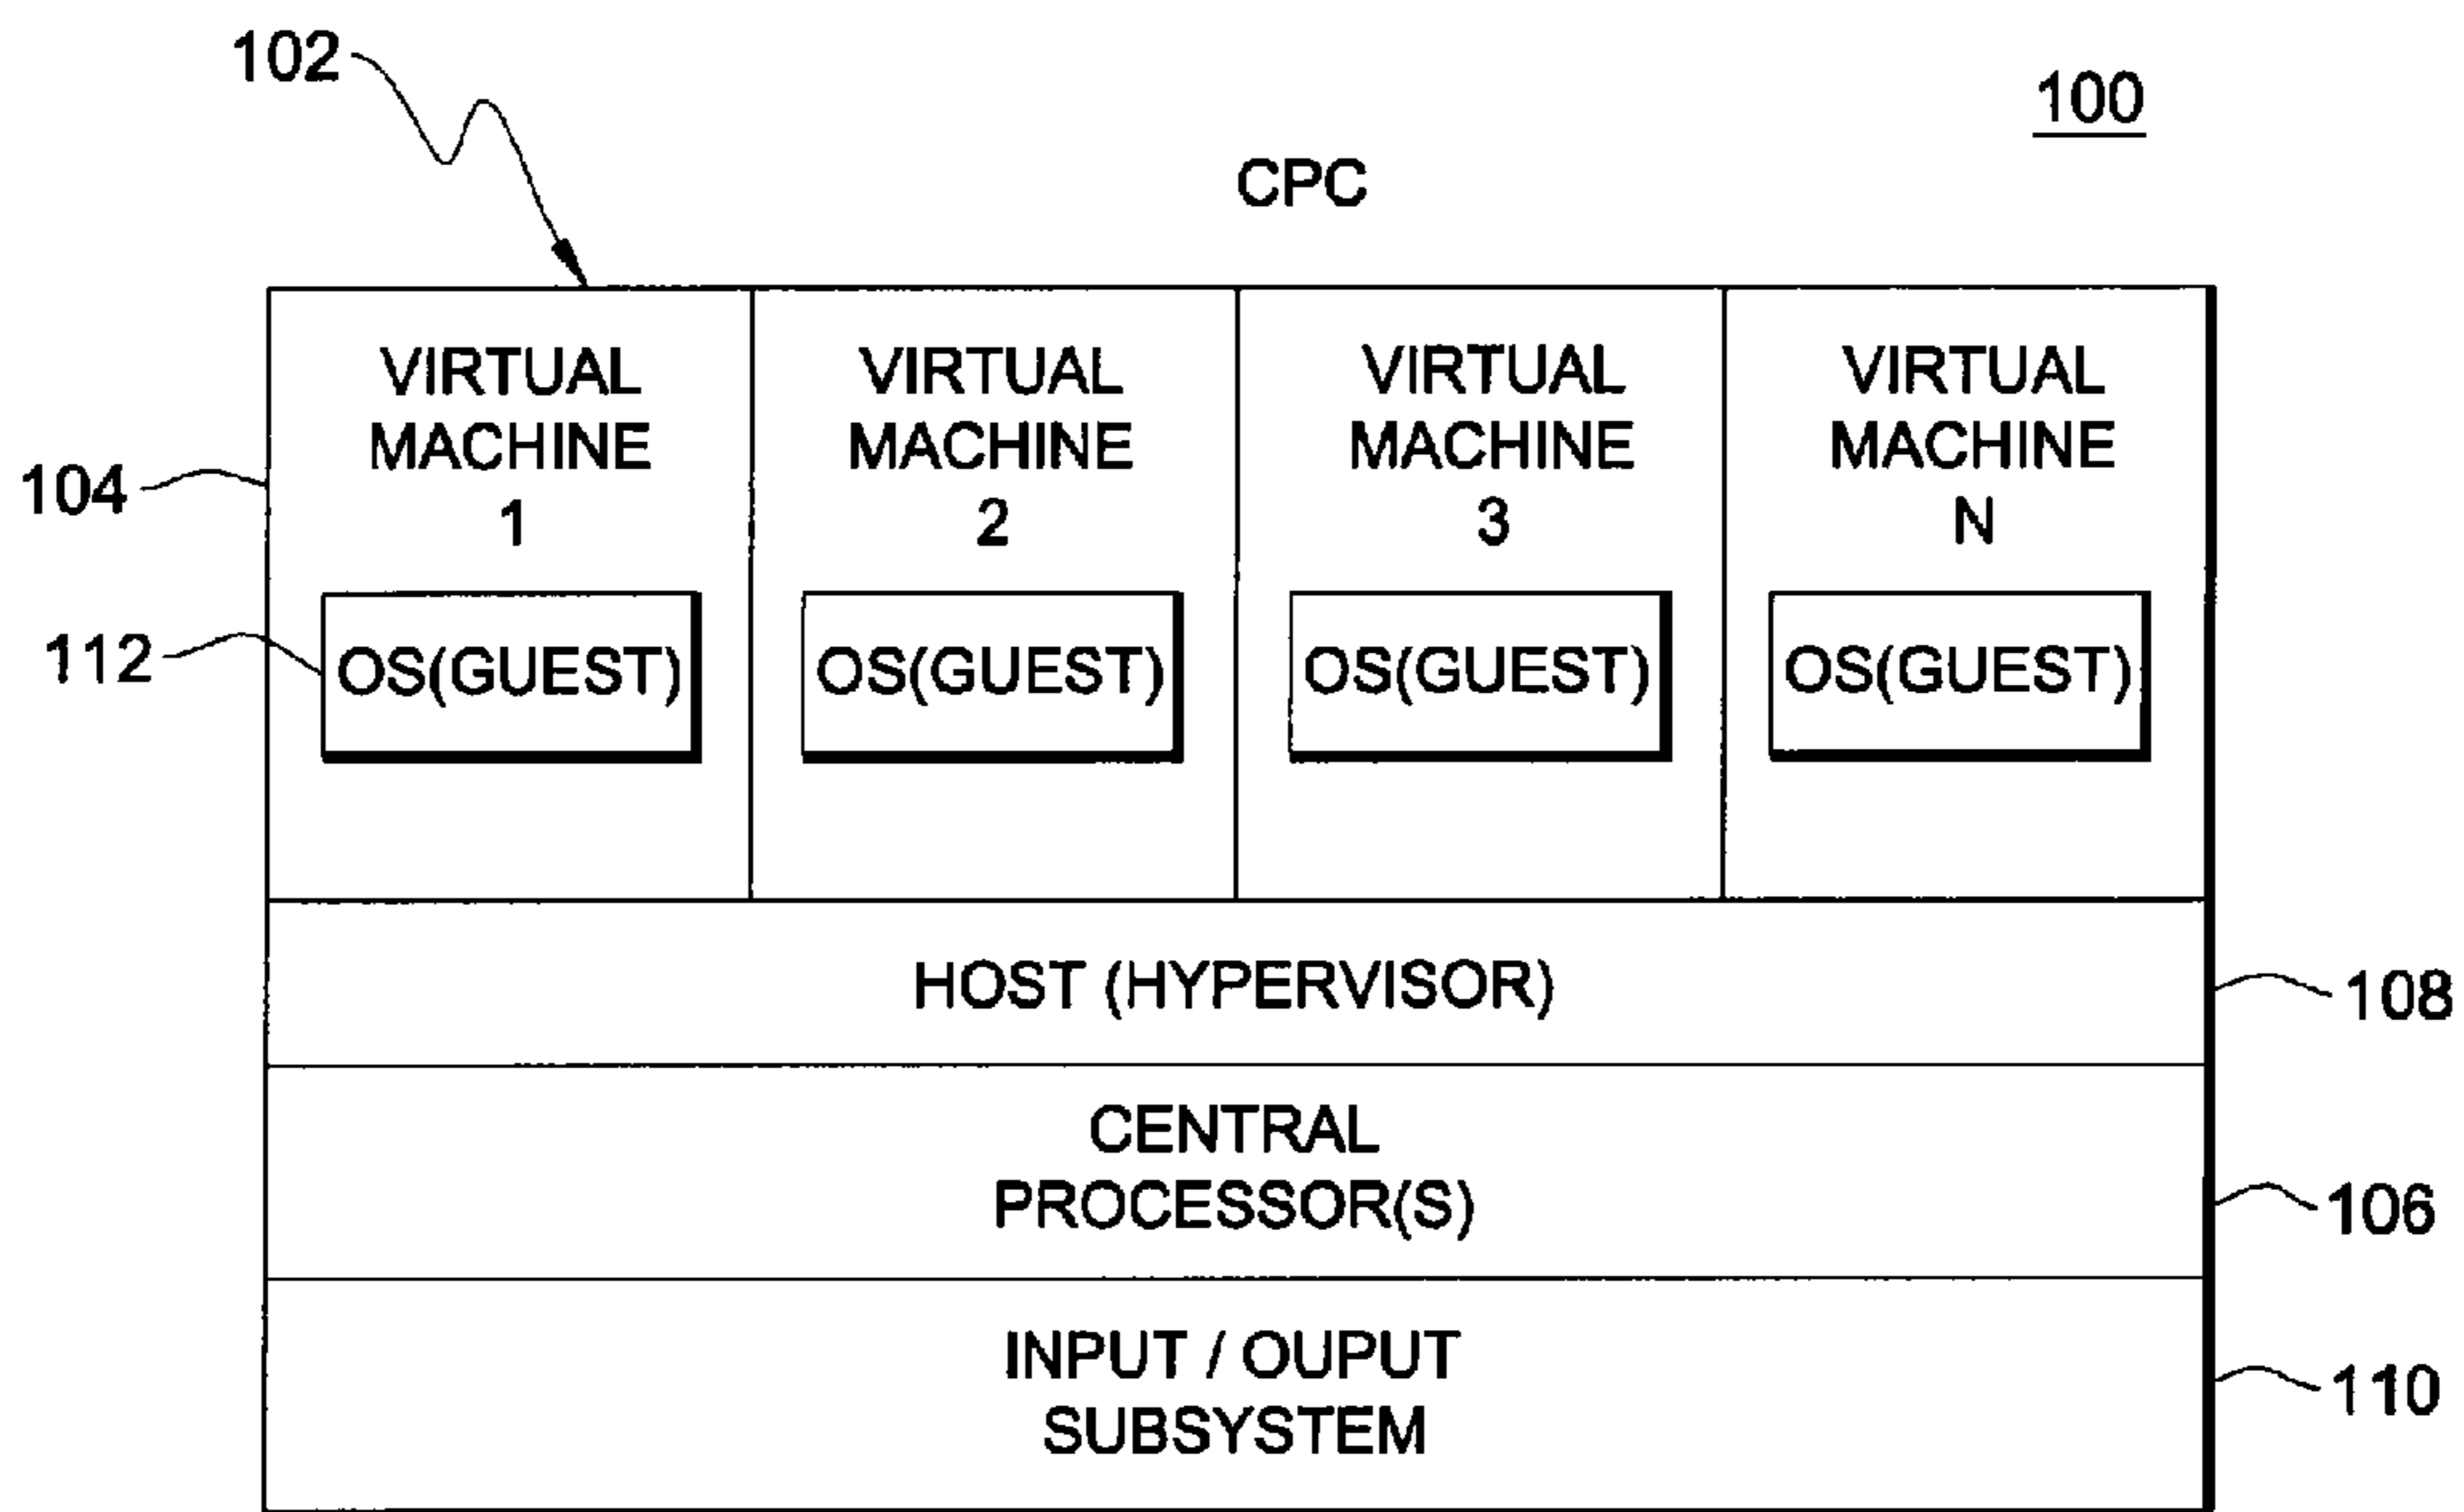 102
100
CPC
VIRTUAL
MACHINE
1
VIRTUAL
MACHINE
2
VIRTUAL
MACHINE
3
VIRTUAL
MACHINE
N
104
112
OS(GUEST)
OS(GUEST)
OS(GUEST)
OS(GUEST)
HOST (HYPERVISOR)
108
CENTRAL
PROCESSOR(S)
106
INPUT / OUPUT
SUBSYSTEM
110